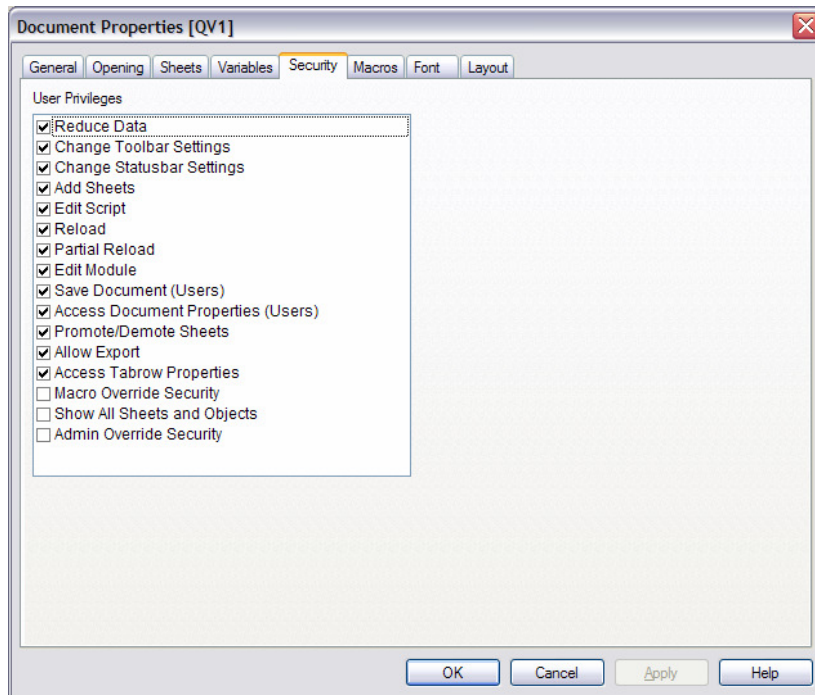 Document Properties [QV1]
General Opening Sheets Variables Security Macros Font Layout
User Privileges
Reduce Data
Change Toolbar Settings
Change Statusbar Settings
Add Sheets
Edit Script
Reload
Partial Reload
Edit Module
Save Document (Users)
Access Document Properties (Users)
Promote/Demote Sheets
Allow Export
Access Tabrow Properties
Macro Override Security
Show All Sheets and Objects
Admin Override Security
OK Cancel Apply Help